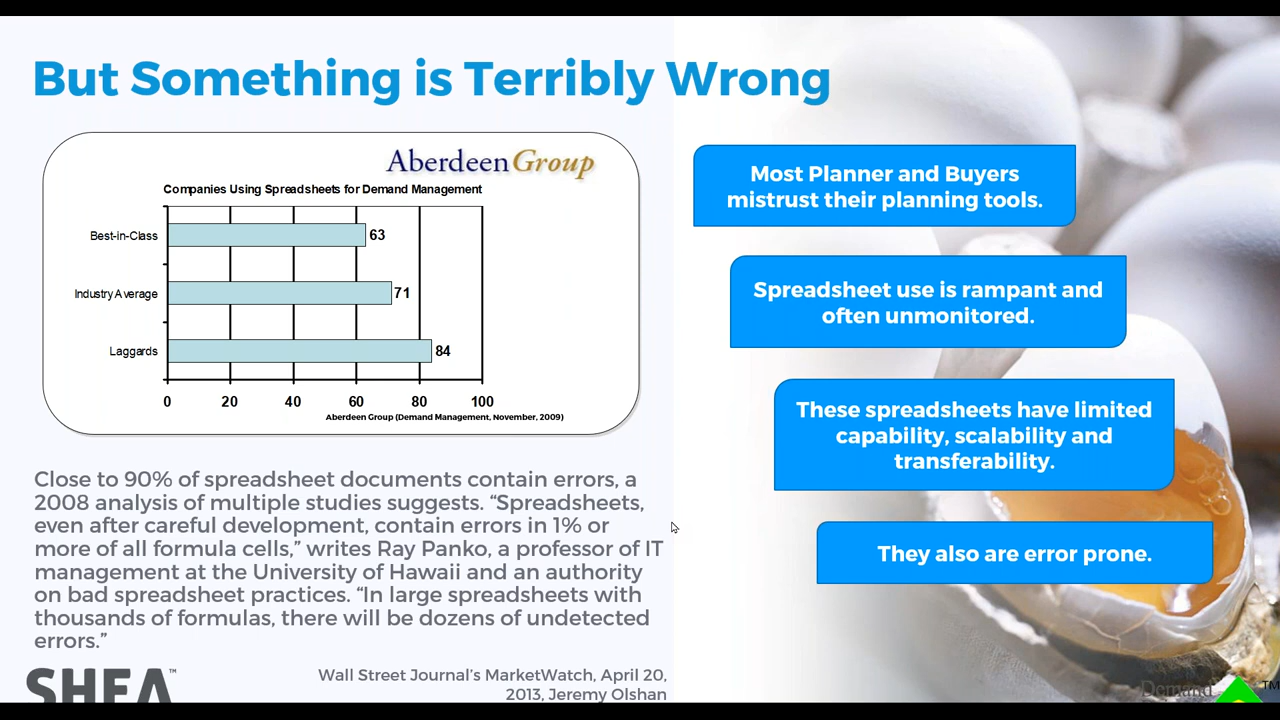 But Something is Terribly Wrong
AberdeenGroup
Companies Using Spreadsheets for Demand Management
Best-in-Class
63
Industry Average
71
Laggards
84
0 20 40 60 80 100
Aberdeen Group (Demand Management, November, 2009)
Close to 90% of spreadsheet documents contain errors, a
2008 analysis of multiple studies suggests. “Spreadsheets,
even after careful development, contain errors in 1% or
more of all formula cells,” writes Ray Panko, a professor of IT
management at the University of Hawaii and an authority
on bad spreadsheet practices. “In large spreadsheets with
thousands of formulas, there will be dozens of undetected
errors.”
Wall Street Journal’s MarketWatch, April 20,
2013, Jeremy Olshan
SHEA™
Most Planner and Buyers
mistrust their planning tools.
Spreadsheet use is rampant and
often unmonitored.
These spreadsheets have limited
capability, scalability and
transferability.
They also are error prone.
Demand
TM